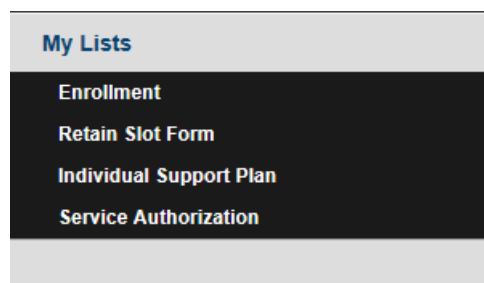 My Lists
Enrollment
Retain Slot Form
Individual Support Plan
Service Authorization